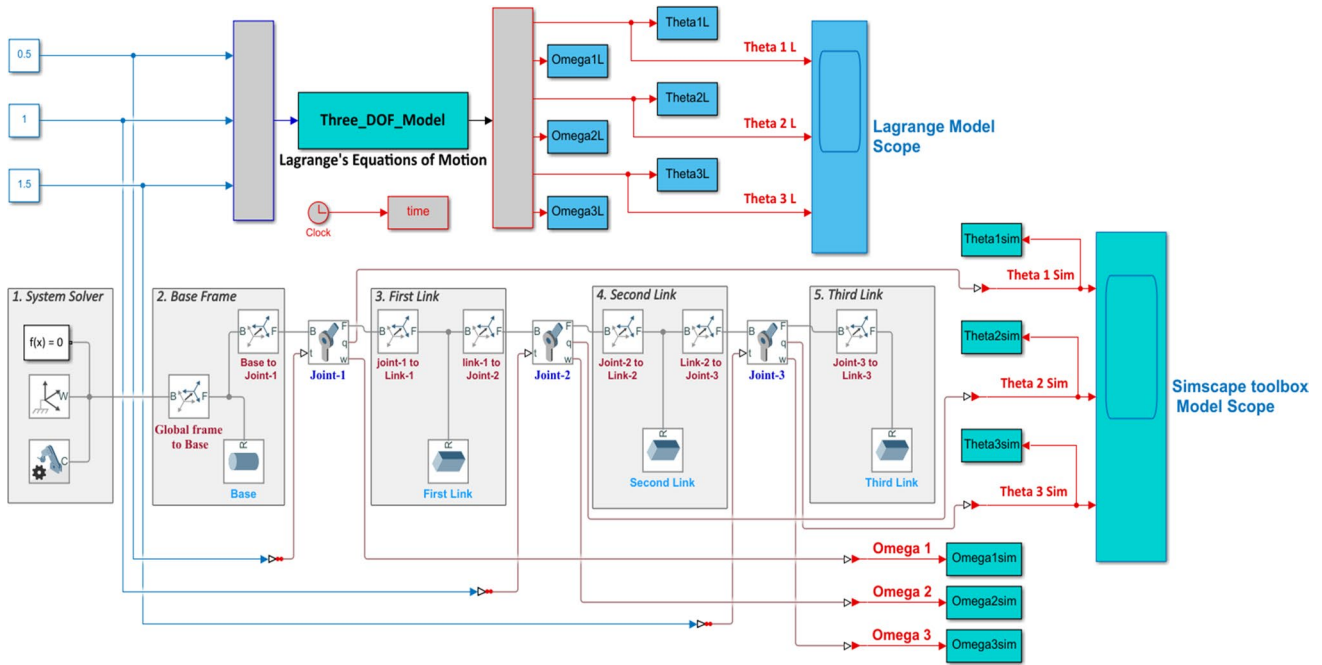 0.5
1
1.5
Three_DOF_Model
Lagrange's Equations of Motion
Clock
time
Theta1L
Omega1L
Theta2L
Omega2L
Theta3L
Omega3L
Theta 1 L
Theta 2 L
Theta 3 L
Lagrange Model
Scope
1. System Solver
f(x) = 0
W
C
2. Base Frame
B
F
Global frame
to Base
B
F
Base to
Joint-1
R
Base
B
t
F
q
w
Joint-1
3. First Link
B
F
joint-1 to
Link-1
B
F
link-1 to
Joint-2
R
First Link
B
t
F
q
w
Joint-2
4. Second Link
B
F
Joint-2 to
Link-2
B
F
Link-2 to
Joint-3
R
Second Link
B
t
F
q
w
Joint-3
5. Third Link
B
F
Joint-3 to
Link-3
R
Third Link
Theta1sim
Theta 1 Sim
Theta2sim
Theta 2 Sim
Theta3sim
Theta 3 Sim
Simscape toolbox
Model Scope
Omega 1
Omega1sim
Omega 2
Omega2sim
Omega 3
Omega3sim